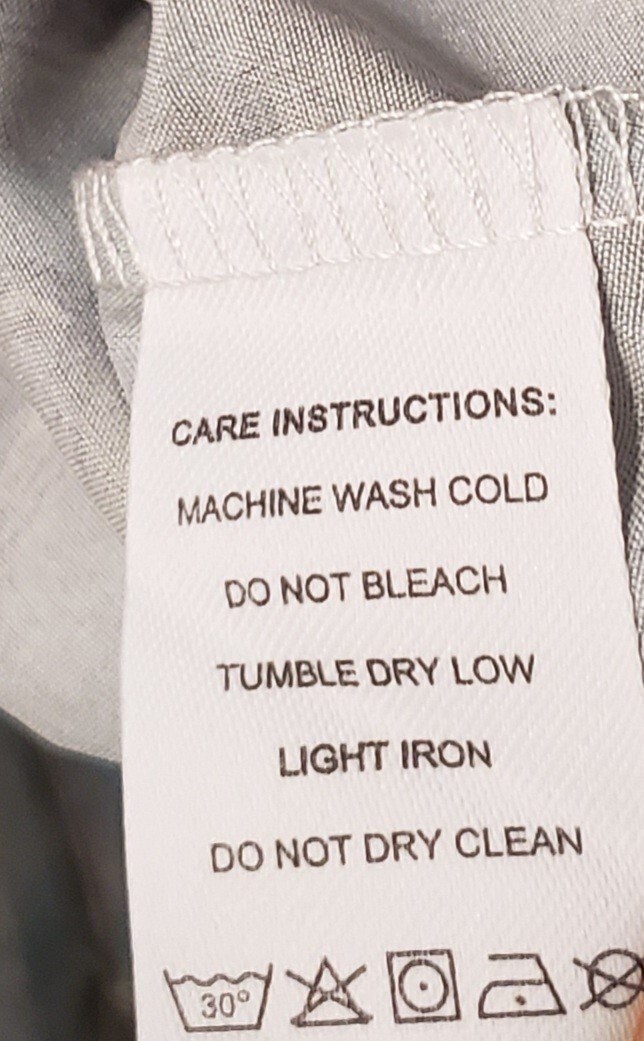 CARE INSTRUCTIONS:
MACHINE WASH COLD
DO NOT BLEACH
TUMBLE DRY LOW
LIGHT IRON
DO NOT DRY CLEAN
30°